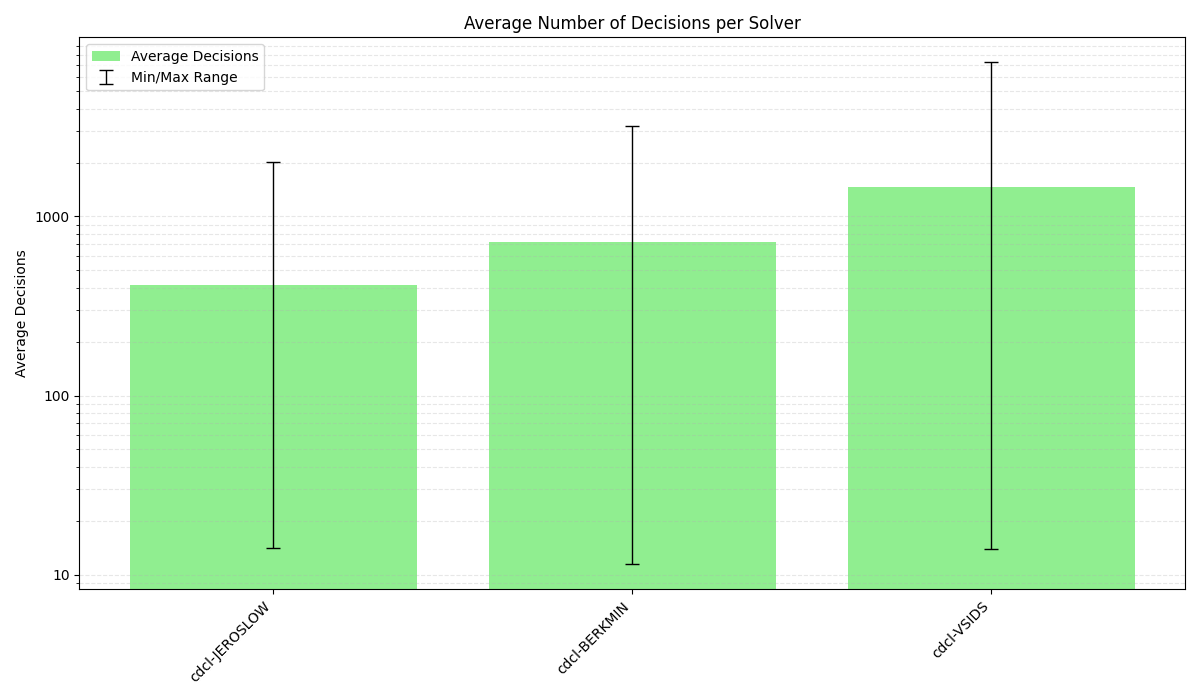 Average Number of Decisions per Solver
Average Decisions
Min/Max Range
Average Decisions
1000
100
10
cdcl-JEROSLOW
cdcl-BERKMIN
cdcl-VSIDS